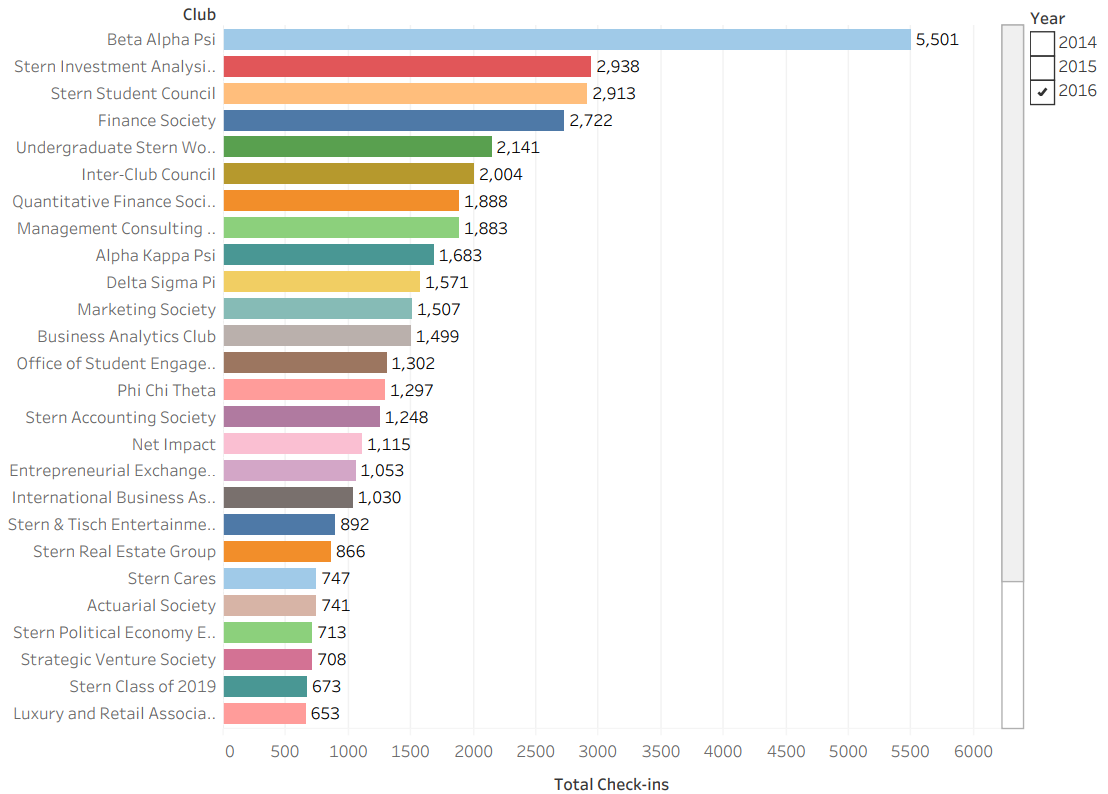 Club
Beta Alpha Psi 5,501
Stern Investment Analysi.. 2,938
Stern Student Council 2,913
Finance Society 2,722
Undergraduate Stern Wo.. 2,141
Inter-Club Council 2,004
Quantitative Finance Soci.. 1,888
Management Consulting .. 1,883
Alpha Kappa Psi 1,683
Delta Sigma Pi 1,571
Marketing Society 1,507
Business Analytics Club 1,499
Office of Student Engage.. 1,302
Phi Chi Theta 1,297
Stern Accounting Society 1,248
Net Impact 1,115
Entrepreneurial Exchange.. 1,053
International Business As.. 1,030
Stern & Tisch Entertainme.. 892
Stern Real Estate Group 866
Stern Cares 747
Actuarial Society 741
Stern Political Economy E.. 713
Strategic Venture Society 708
Stern Class of 2019 673
Luxury and Retail Associa.. 653
0 500 1000 1500 2000 2500 3000 3500 4000 4500 5000 5500 6000
Total Check-ins
Year
2014
2015
2016